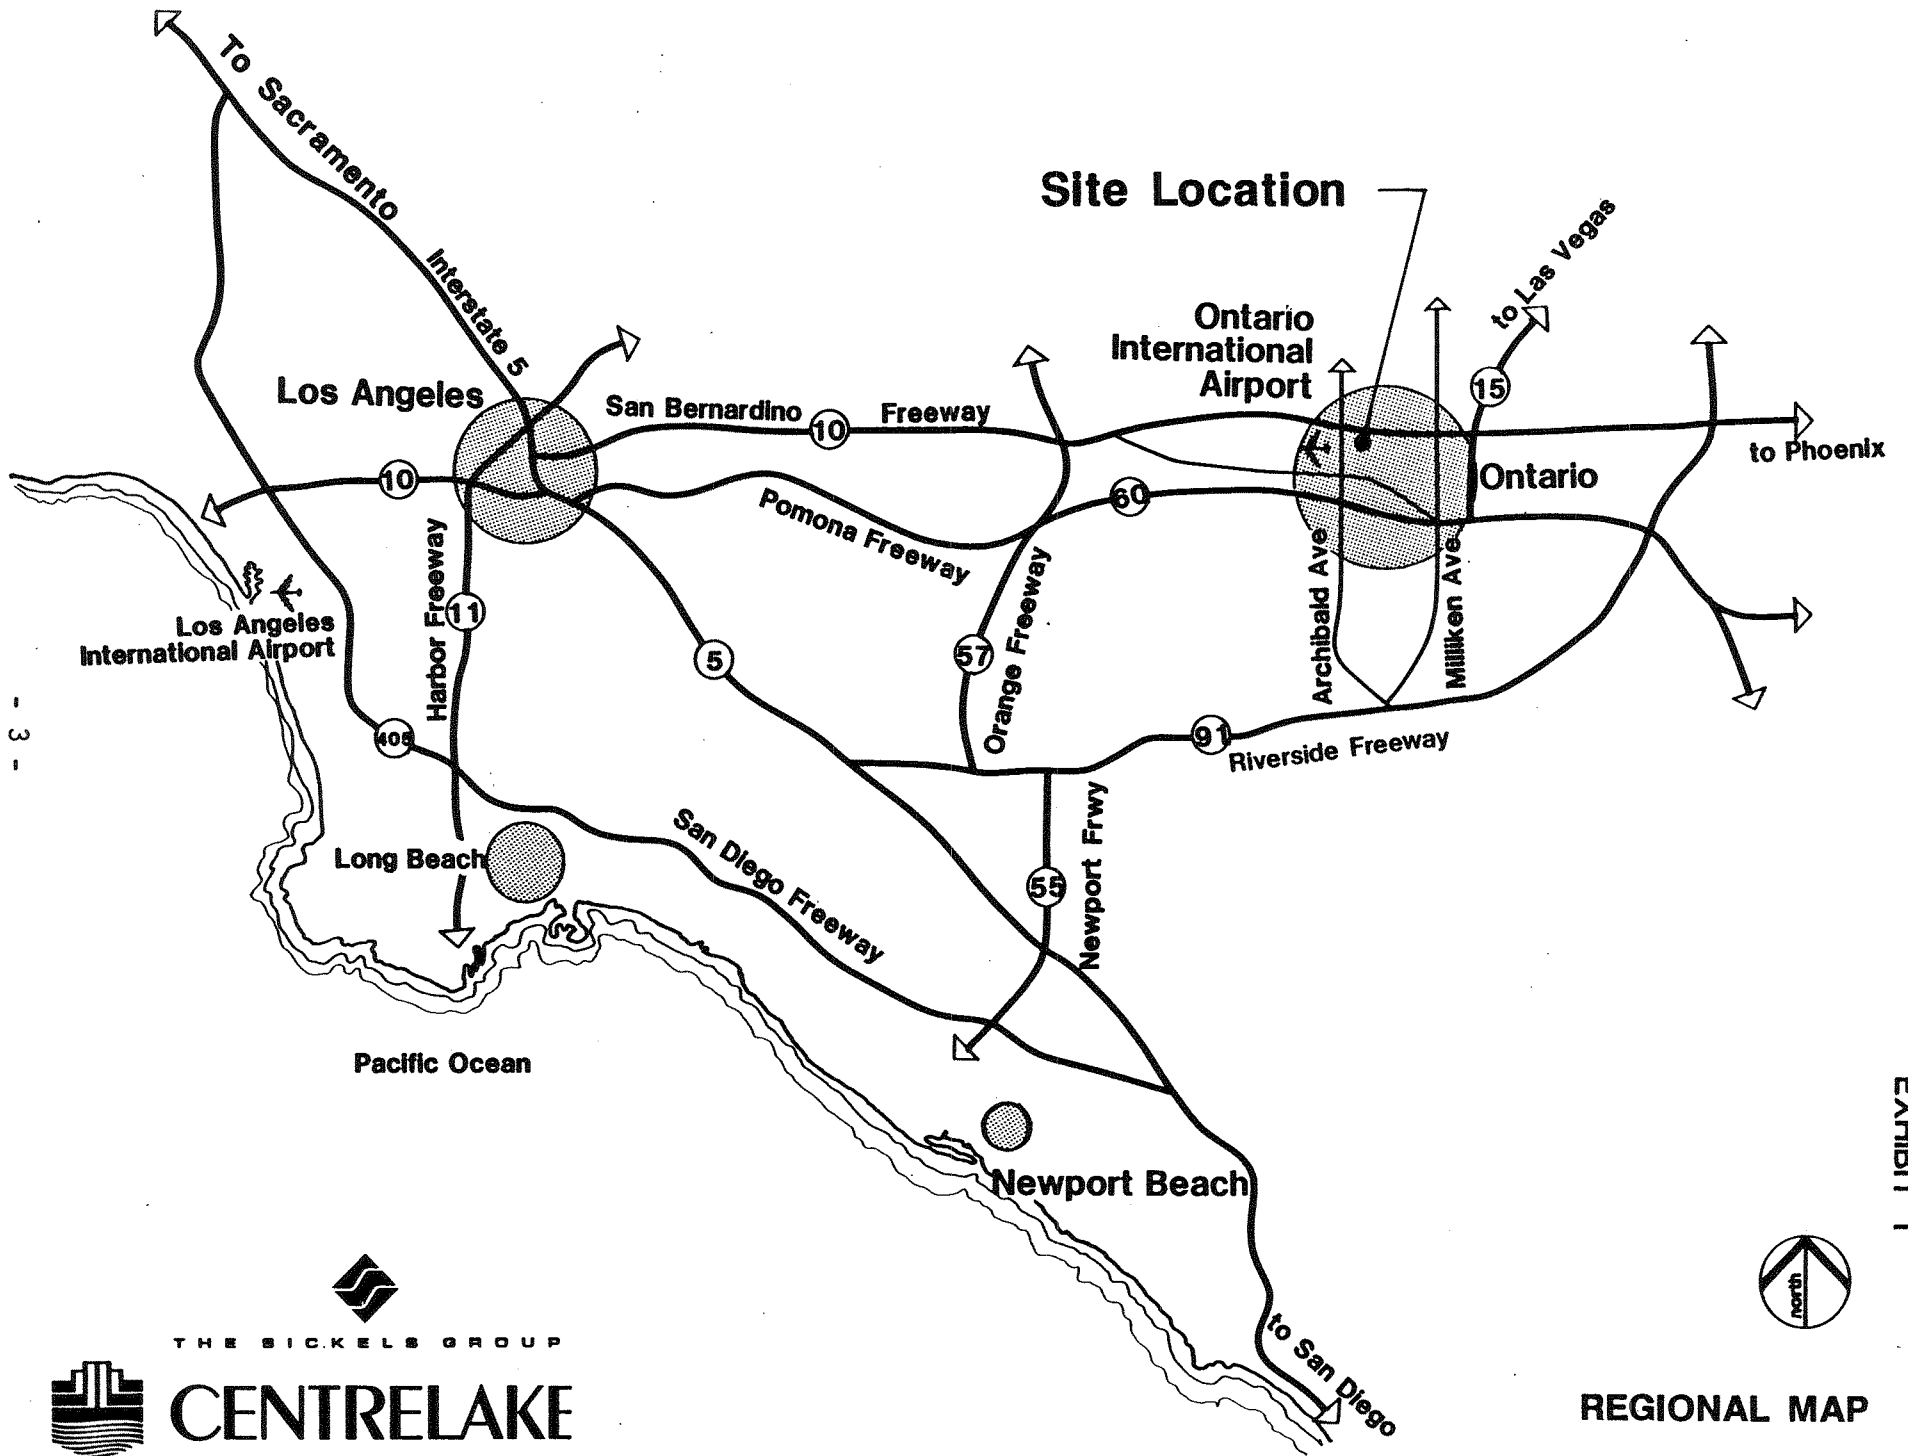 To Sacramento
Interstate 5
Site Location
to Las Vegas
Ontario
International
Airport
15
Los Angeles
San Bernardino
10
Freeway
to Phoenix
10
Pomona Freeway
60
Ontario
Los Angeles
International Airport
Harbor Freeway
11
5
57
Orange Freeway
Archibald Ave
Milliken Ave
- 3 -
405
91
Riverside Freeway
Long Beach
San Diego Freeway
55
Newport Frwy
Pacific Ocean
Newport Beach
EXHIBIT 1
north
to San Diego
THE SICKELS GROUP
CENTRELAKE
REGIONAL MAP